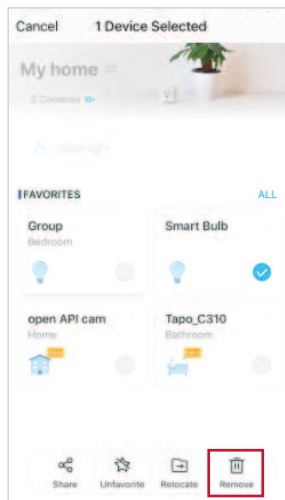 Cancel 1 Device Selected
My home
2 Cameras
FAVORITES ALL
Group Smart Bulb
Bedroom
open API cam Tapo_C310
Home Bathroom
Share Unfavorite Relocate Remove